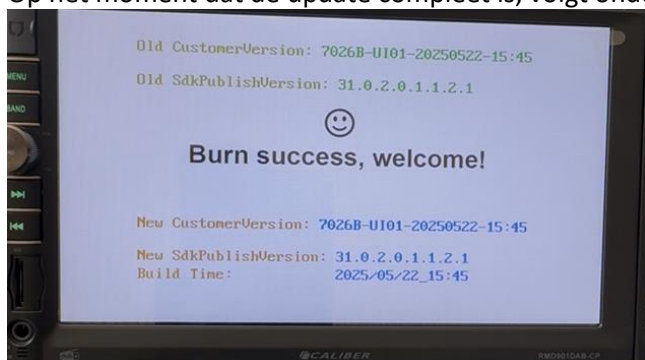 Op het moment dat de update compleet is, volgt
MENU
BAND
Old CustomerVersion: 7026B-UI01-20250522-15:45
Old SdkPublishVersion: 31.0.2.0.1.1.2.1
Burn success, welcome!
New CustomerVersion: 7026B-UI01-20250522-15:45
New SdkPublishVersion: 31.0.2.0.1.1.2.1
Build Time: 2025/05/22_15:45
CALIBER
RMD901DAB-CP